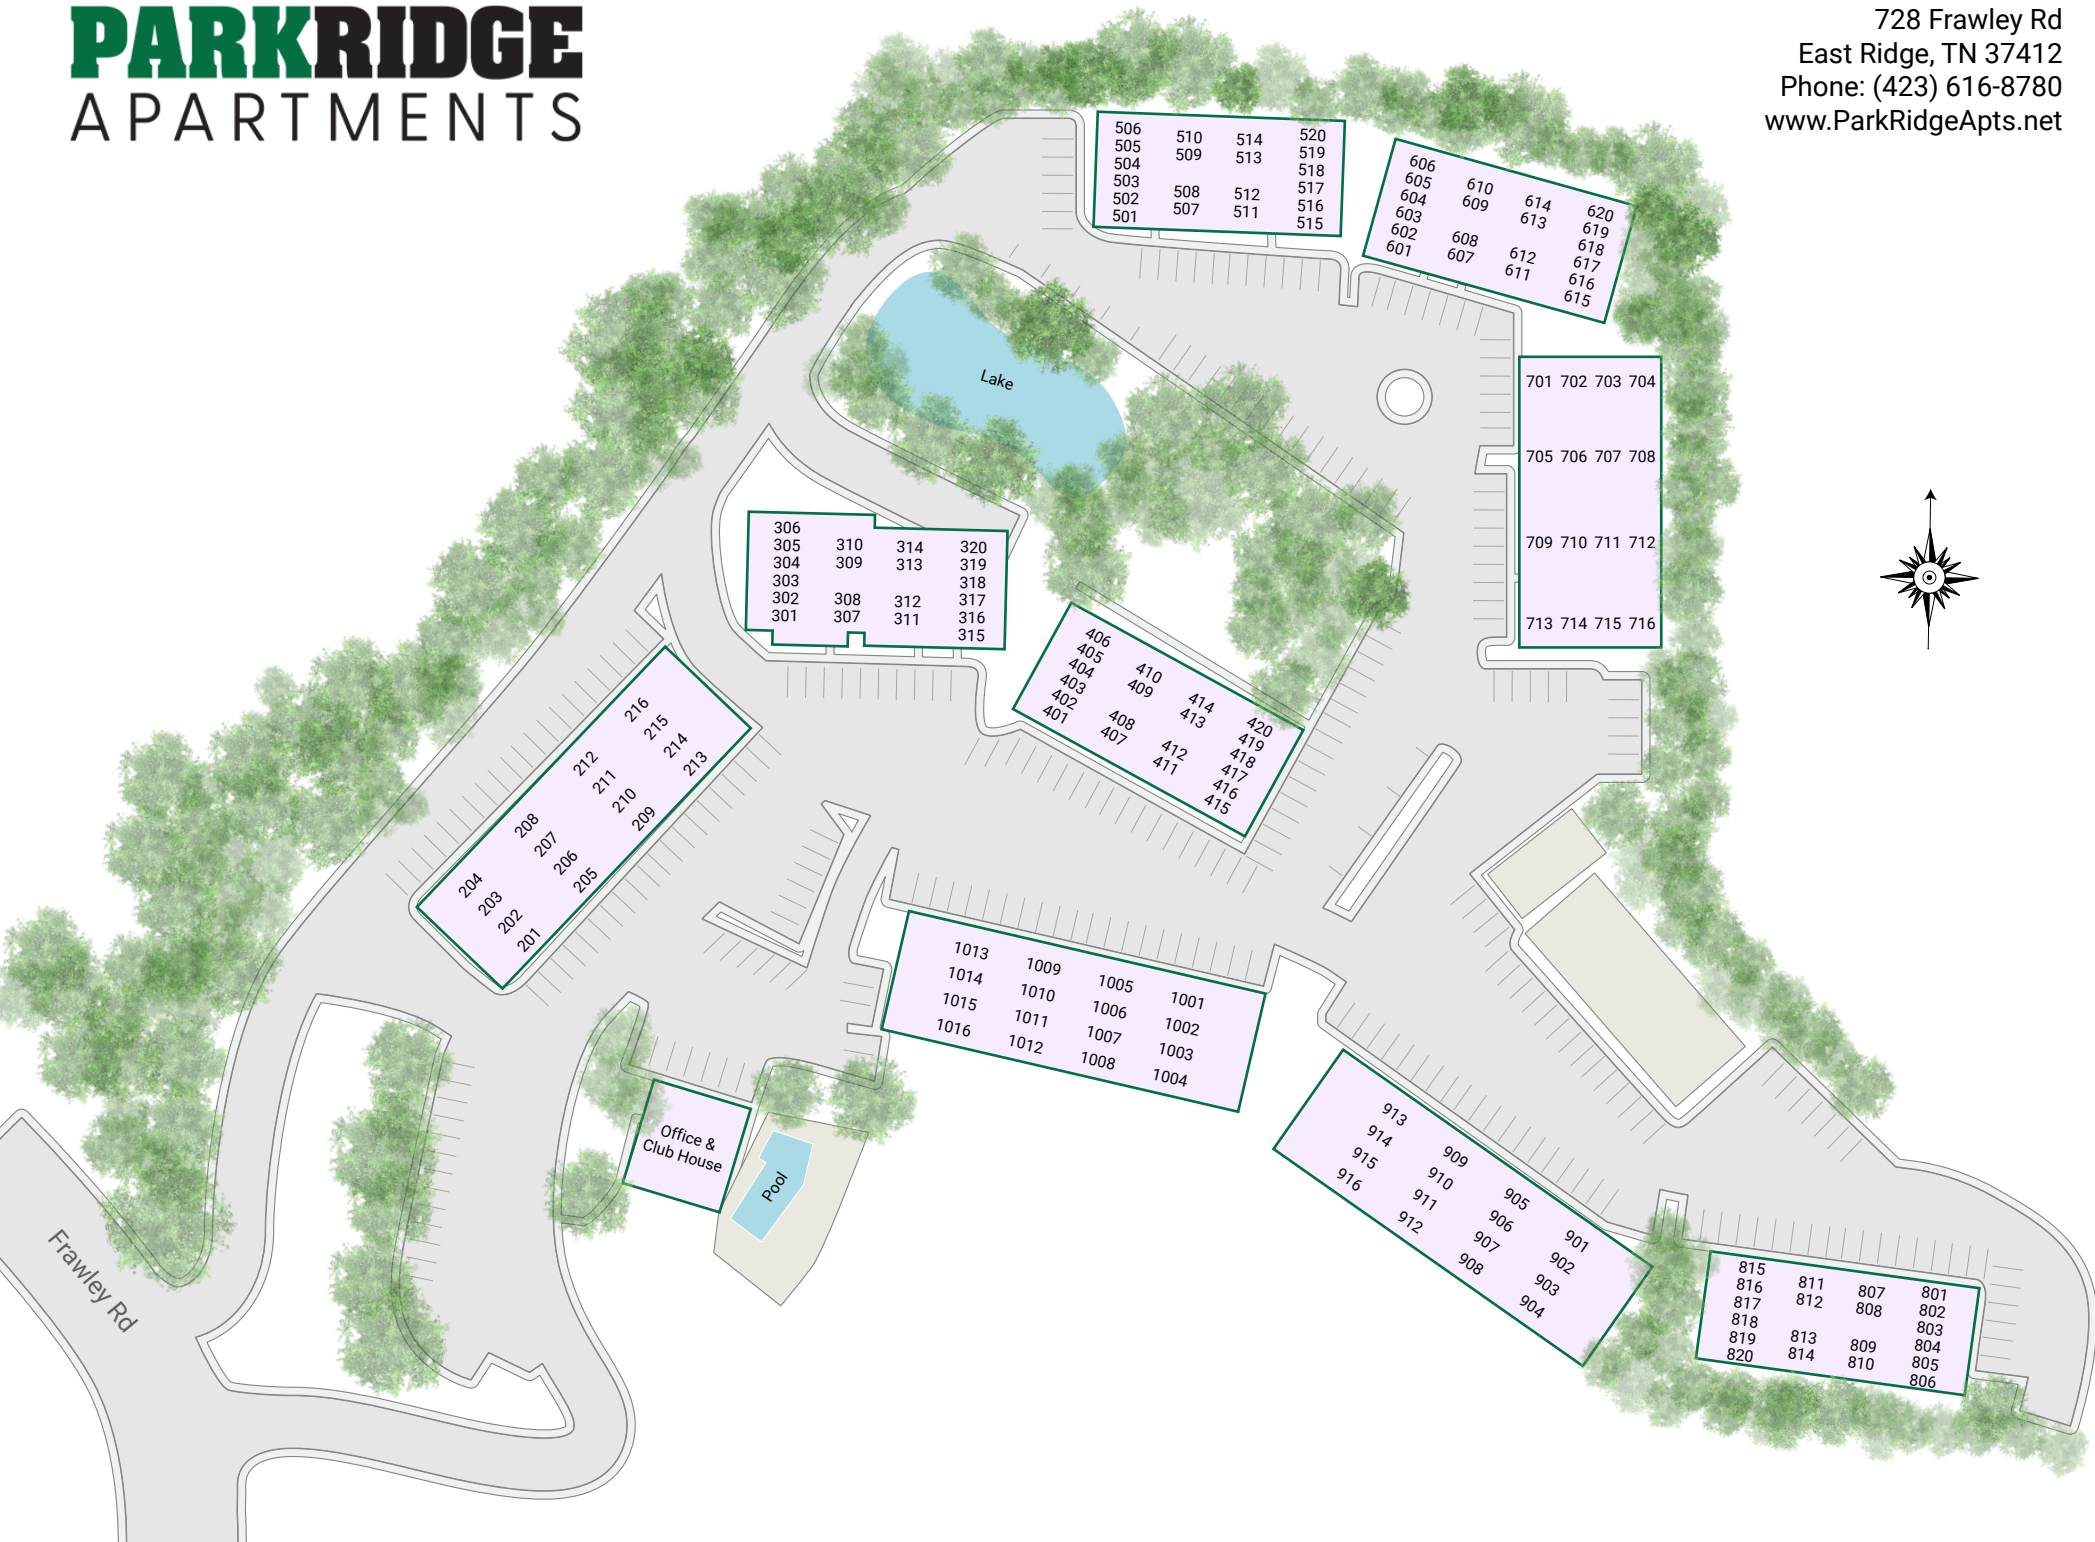 PARKRIDGE
APARTMENTS
728 Frawley Rd
East Ridge, TN 37412
Phone: (423) 616-8780
www.ParkRidgeApts.net
506 510 514 520
505 509 513 519
504 518
503 517
502 508 512 516
501 507 511 515
606 610 614 620
605 609 613 619
604 618
603 617
602 608 612 616
601 607 611 615
Lake
701 702 703 704
705 706 707 708
709 710 711 712
713 714 715 716
306
305 310 314 320
304 309 313 319
303 318
302 308 312 317
301 307 311 316
315
406 410 414 420
405 409 413 419
404 418
403 417
402 408 412 416
401 407 411 415
216 215 214 213
212 211 210 209
208 207 206 205
204 203 202 201
1013 1009 1005 1001
1014 1010 1006 1002
1015 1011 1007 1003
1016 1012 1008 1004
Office &
Club House
Pool
913 909 905 901
914 910 906 902
915 911 907 903
916 912 908 904
815 811 807 801
816 812 808 802
817 803
818 804
819 813 809 805
820 814 810 806
Frawley Rd